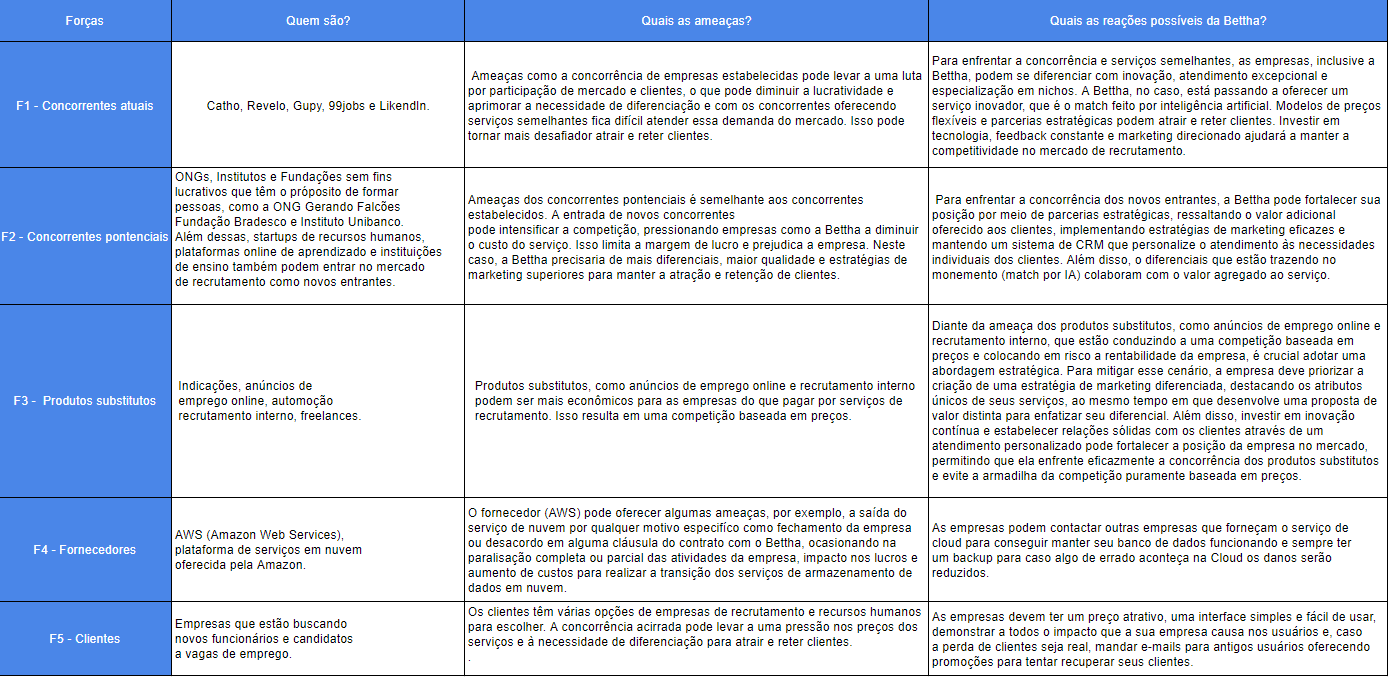 Forças
Quem são?
Quais as ameaças?
Quais as reações possíveis da Bettha?
F1 - Concorrentes atuais
Catho, Revelo, Gupy, 99jobs e LikendIn.
Ameaças como a concorrência de empresas estabelecidas pode levar a uma luta
por participação de mercado e clientes, o que pode diminuir a lucratividade e
aprimorar a necessidade de diferenciação e com os concorrentes oferecendo
serviços semelhantes fica difícil atender essa demanda do mercado. Isso pode
tornar mais desafiador atrair e reter clientes.
Para enfrentar a concorrência e serviços semelhantes, as empresas, inclusive a
Bettha, podem se diferenciar com inovação, atendimento excepcional e
especialização em nichos. A Bettha, no caso, está passando a oferecer um
serviço inovador, que é o match feito por inteligência artificial. Modelos de preços
flexíveis e parcerias estratégicas podem atrair e reter clientes. Investir em
tecnologia, feedback constante e marketing direcionado ajudará a manter a
competitividade no mercado de recrutamento.
F2 - Concorrentes pontenciais
ONGs, Institutos e Fundações sem fins
lucrativos que têm o próposito de formar
pessoas, como a ONG Gerando Falcões
Fundação Bradesco e Instituto Unibanco.
Além dessas, startups de recursos humanos,
plataformas online de aprendizado e instituições
de ensino também podem entrar no mercado
de recrutamento como novos entrantes.
Ameaças dos concorrentes pontenciais é semelhante aos concorrentes
estabelecidos. A entrada de novos concorrentes
pode intensificar a competição, pressionando empresas como a Bettha a diminuir
o custo do serviço. Isso limita a margem de lucro e prejudica a empresa. Neste
caso, a Bettha precisaria de mais diferenciais, maior qualidade e estratégias de
marketing superiores para manter a atração e retenção de clientes.
Para enfrentar a concorrência dos novos entrantes, a Bettha pode fortalecer sua
posição por meio de parcerias estratégicas, ressaltando o valor adicional
oferecido aos clientes, implementando estratégias de marketing eficazes e
mantendo um sistema de CRM que personalize o atendimento às necessidades
individuais dos clientes. Além disso, o diferenciais que estão trazendo no
monemento (match por IA) colaboram com o valor agregado ao serviço.
F3 - Produtos substitutos
Indicações, anúncios de
emprego online, automoção
recrutamento interno, freelances.
Produtos substitutos, como anúncios de emprego online e recrutamento interno
podem ser mais econômicos para as empresas do que pagar por serviços de
recrutamento. Isso resulta em uma competição baseada em preços.
Diante da ameaça dos produtos substitutos, como anúncios de emprego online e
recrutamento interno, que estão conduzindo a uma competição baseada em
preços e colocando em risco a rentabilidade da empresa, é crucial adotar uma
abordagem estratégica. Para mitigar esse cenário, a empresa deve priorizar a
criação de uma estratégia de marketing diferenciada, destacando os atributos
únicos de seus serviços, ao mesmo tempo em que desenvolve uma proposta de
valor distinta para enfatizar seu diferencial. Além disso, investir em inovação
contínua e estabelecer relações sólidas com os clientes através de um
atendimento personalizado pode fortalecer a posição da empresa no mercado,
permitindo que ela enfrente eficazmente a concorrência dos produtos substitutos
e evite a armadilha da competição puramente baseada em preços.
F4 - Fornecedores
AWS (Amazon Web Services),
plataforma de serviços em nuvem
oferecida pela Amazon.
O fornecedor (AWS) pode oferecer algumas ameaças, por exemplo, a saída do
serviço de nuvem por qualquer motivo específico como fechamento da empresa
ou desacordo em alguma cláusula do contrato com o Bettha, ocasionando na
paralisação completa ou parcial das atividades da empresa, impacto nos lucros e
aumento de custos para realizar a transição dos serviços de armazenamento de
dados em nuvem.
As empresas podem contactar outras empresas que forneçam o serviço de
cloud para conseguir manter seu banco de dados funcionando e sempre ter
um backup para caso algo de errado aconteça na Cloud os danos serão
reduzidos.
F5 - Clientes
Empresas que estão buscando
novos funcionários e candidatos
a vagas de emprego.
Os clientes têm várias opções de empresas de recrutamento e recursos humanos
para escolher. A concorrência acirrada pode levar a uma pressão nos preços dos
serviços e à necessidade de diferenciação para atrair e reter clientes.
.
As empresas devem ter um preço atrativo, uma interface simples e fácil de usar,
demonstrar a todos o impacto que a sua empresa causa nos usuários e, caso
a perda de clientes seja real, mandar e-mails para antigos usuários oferecendo
promoções para tentar recuperar seus clientes.